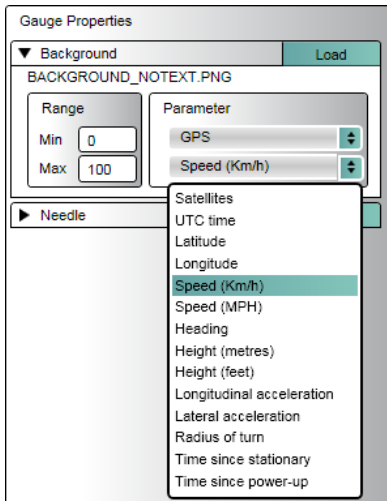 Gauge Properties
Background
Load
BACKGROUND_NOTEXT.PNG
Range
Min 0
Max 100
Parameter
GPS
Speed (Km/h)
Needle
Satellites
UTC time
Latitude
Longitude
Speed (Km/h)
Speed (MPH)
Heading
Height (metres)
Height (feet)
Longitudinal acceleration
Lateral acceleration
Radius of turn
Time since stationary
Time since power-up